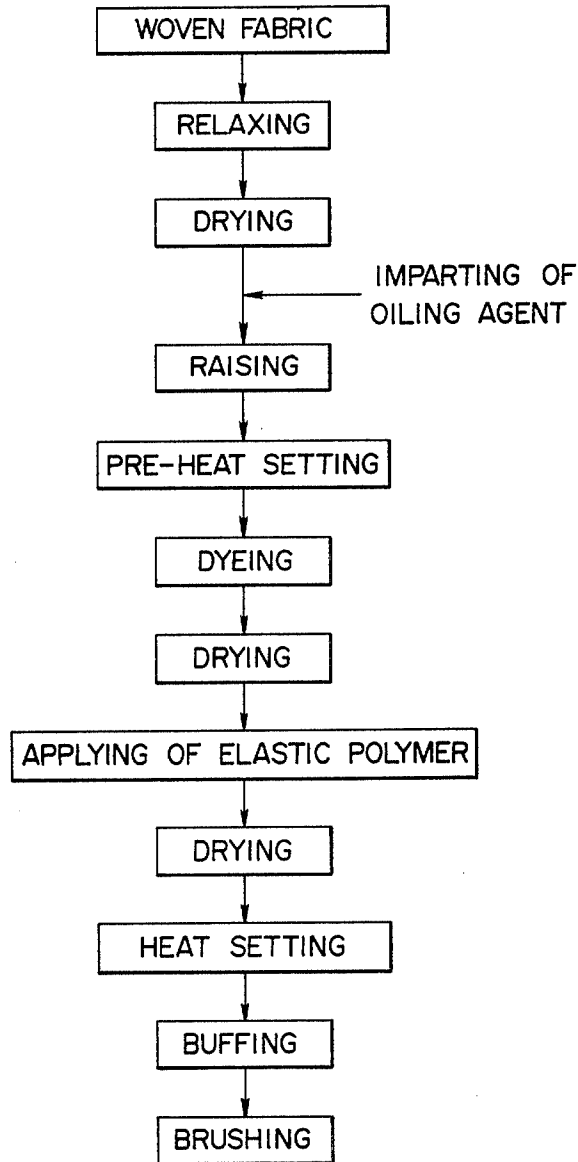 WOVEN FABRIC
RELAXING
DRYING
IMPARTING OF
OILING AGENT
RAISING
PRE-HEAT SETTING
DYEING
DRYING
APPLYING OF ELASTIC POLYMER
DRYING
HEAT SETTING
BUFFING
BRUSHING